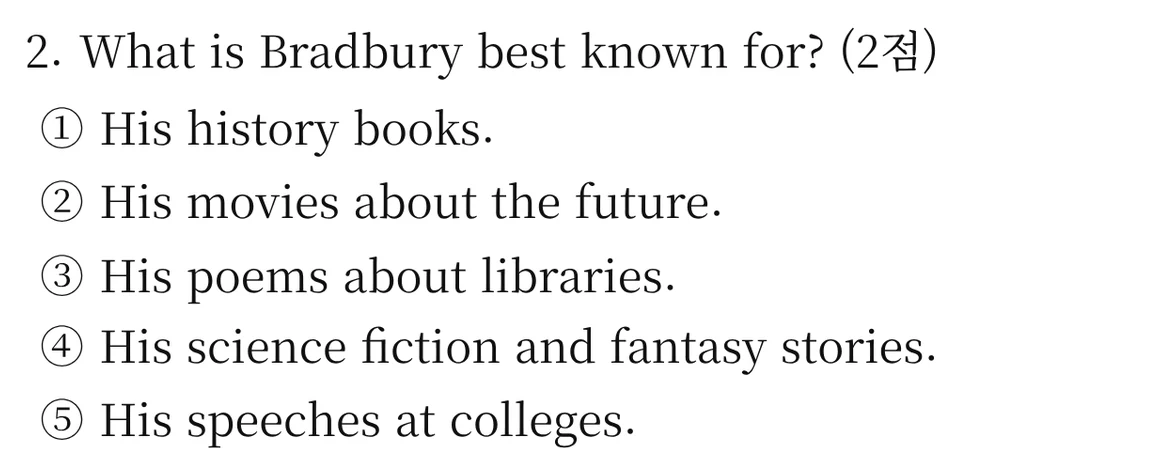 2. What is Bradbury best known for? (2점)
① His history books.
② His movies about the future.
③ His poems about libraries.
④ His science fiction and fantasy stories.
⑤ His speeches at colleges.